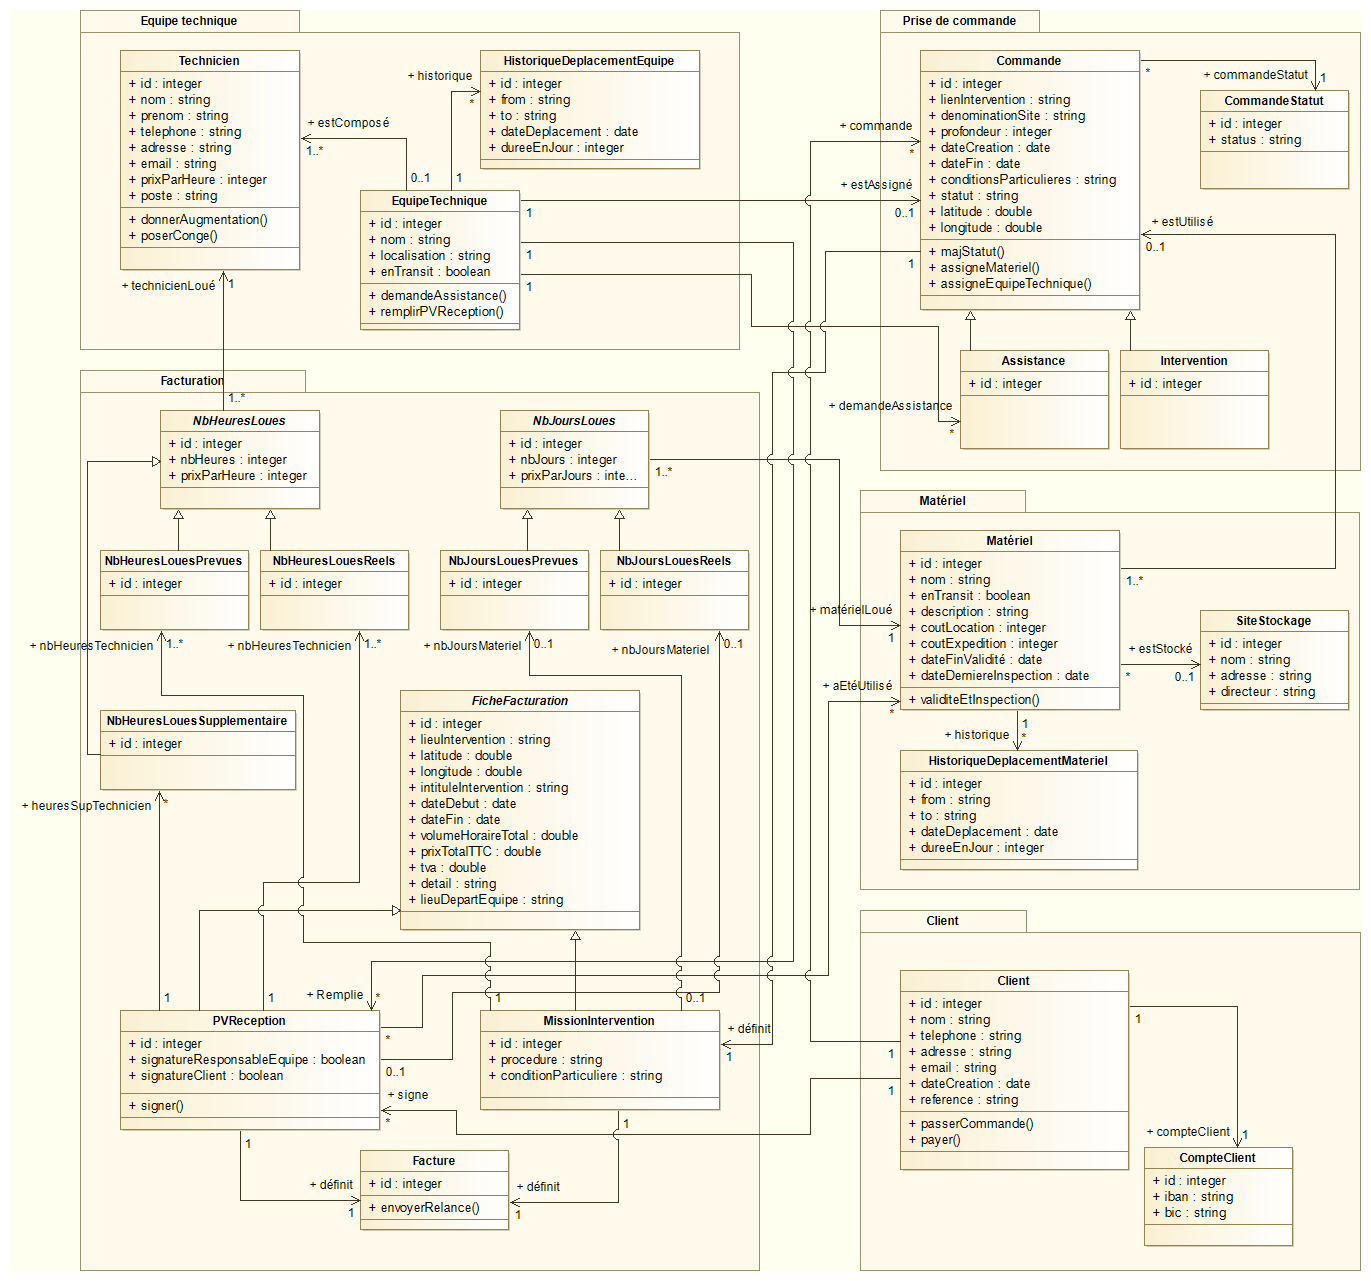 Equipe technique
Technicien
+ id : integer
+ nom : string
+ prenom : string
+ telephone : string
+ adresse : string
+ email : string
+ prixParHeure : integer
+ poste : string
+ donnerAugmentation()
+ poserConge()
HistoriqueDeplacementEquipe
+ id : integer
+ from : string
+ to : string
+ dateDeplacement : date
+ dureeEnJour : integer
+ historique
*
1
+ estComposé
1..*
0..1
EquipeTechnique
+ id : integer
+ nom : string
+ localisation : string
+ enTransit : boolean
+ demandeAssistance()
+ remplirPVReception()
1
1
1
+ technicienLoué
1
1..*
Prise de commande
Commande
+ id : integer
+ lienIntervention : string
+ denominationSite : string
+ profondeur : integer
+ dateCreation : date
+ dateFin : date
+ conditionsParticulieres : string
+ statut : string
+ latitude : double
+ longitude : double
+ majStatut()
+ assigneMateriel()
+ assigneEquipeTechnique()
*
+ commandeStatut
1
CommandeStatut
+ id : integer
+ status : string
+ commande
*
+ estAssigné
0..1
+ estUtilisé
0..1
1
Assistance
+ id : integer
Intervention
+ id : integer
+ demandeAssistance
*
Facturation
NbHeuresLoues
+ id : integer
+ nbHeures : integer
+ prixParHeure : integer
NbJoursLoues
+ id : integer
+ nbJours : integer
+ prixParJours : inte...
1..*
NbHeuresLouesPrevues
+ id : integer
NbHeuresLouesReels
+ id : integer
NbJoursLouesPrevues
+ id : integer
NbJoursLouesReels
+ id : integer
+ nbHeuresTechnicien
1..*
+ nbHeuresTechnicien
1..*
+ nbJoursMateriel
0..1
+ nbJoursMateriel
0..1
NbHeuresLouesSupplementaire
+ id : integer
+ heuresSupTechnicien
*
FicheFacturation
+ id : integer
+ lieuIntervention : string
+ latitude : double
+ longitude : double
+ intituleIntervention : string
+ dateDebut : date
+ dateFin : date
+ volumeHoraireTotal : double
+ prixTotalTTC : double
+ tva : double
+ detail : string
+ lieuDepartEquipe : string
1
1
+ Remplie
*
1
0..1
PVReception
+ id : integer
+ signatureResponsableEquipe : boolean
+ signatureClient : boolean
+ signer()
*
0..1
+ signe
*
MissionIntervention
+ id : integer
+ procedure : string
+ conditionParticuliere : string
+ définit
1
1
1
Facture
+ id : integer
+ envoyerRelance()
+ définit
1
+ définit
1
Matériel
Matériel
+ id : integer
+ nom : string
+ enTransit : boolean
+ description : string
+ coutLocation : integer
+ coutExpedition : integer
+ dateFinValidité : date
+ dateDerniereInspection : date
+ validiteEtInspection()
1..*
+ matérielLoué
1
+ aEtéUtilisé
*
+ estStocké
*
0..1
SiteStockage
+ id : integer
+ nom : string
+ adresse : string
+ directeur : string
1
+ historique
*
HistoriqueDeplacementMateriel
+ id : integer
+ from : string
+ to : string
+ dateDeplacement : date
+ dureeEnJour : integer
Client
Client
+ id : integer
+ nom : string
+ telephone : string
+ adresse : string
+ email : string
+ dateCreation : date
+ reference : string
+ passerCommande()
+ payer()
1
1
1
+ compteClient
1
CompteClient
+ id : integer
+ iban : string
+ bic : string